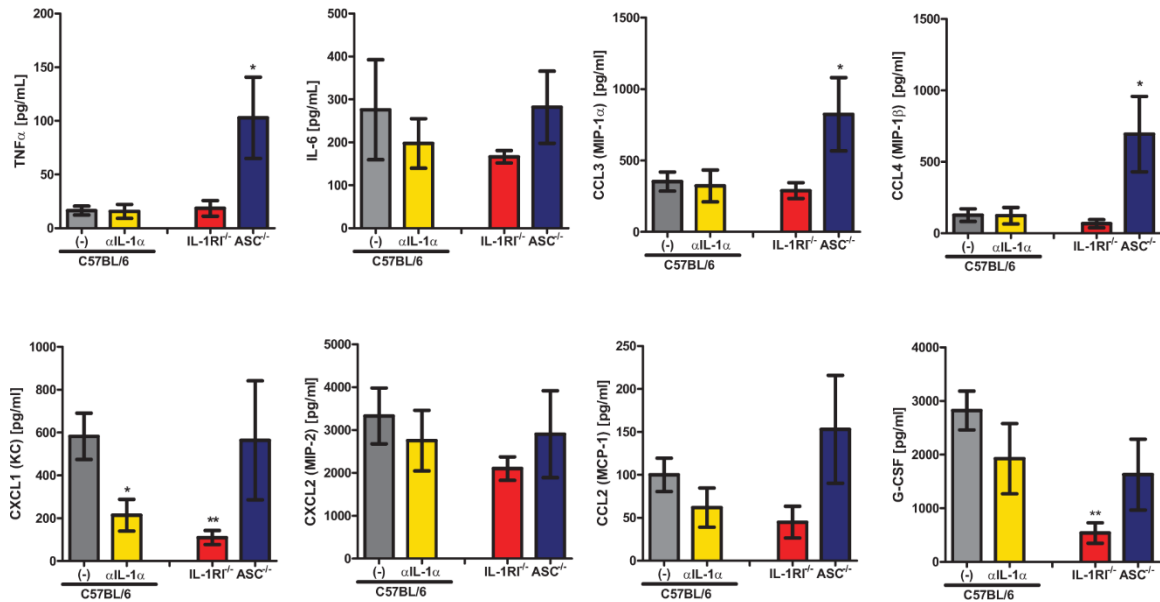 TNFα [pg/mL]
200
150
100
50
0
*
(-) αIL-1α IL-1RI-/- ASC-/-
C57BL/6
IL-6 [pg/mL]
500
400
300
200
100
0
(-) αIL-1α IL-1RI-/- ASC-/-
C57BL/6
CCL3 (MIP-1α) [pg/ml]
1500
1000
500
0
*
(-) αIL-1α IL-1RI-/- ASC-/-
C57BL/6
CCL4 (MIP-1β) [pg/ml]
1500
1000
500
0
*
(-) αIL-1α IL-1RI-/- ASC-/-
C57BL/6
CXCL1 (KC) [pg/ml]
1000
800
600
400
200
0
*
**
(-) αIL-1α IL-1RI-/- ASC-/-
C57BL/6
CXCL2 (MIP-2) [pg/ml]
5000
4000
3000
2000
1000
0
(-) αIL-1α IL-1RI-/- ASC-/-
C57BL/6
CCL2 (MCP-1) [pg/ml]
250
200
150
100
50
0
(-) αIL-1α IL-1RI-/- ASC-/-
C57BL/6
G-CSF [pg/ml]
4000
3000
2000
1000
0
**
(-) αIL-1α IL-1RI-/- ASC-/-
C57BL/6